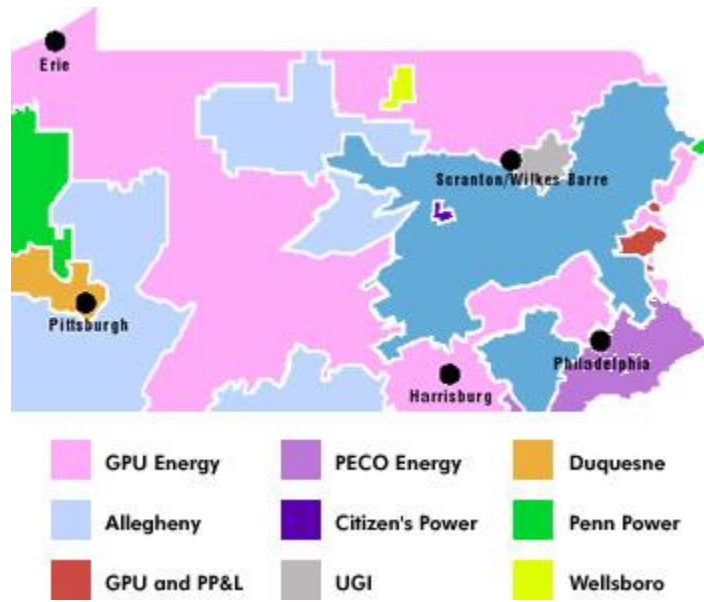 Erie
Scranton/Wilkes Barre
Pittsburgh
Philadelphia
Harrisburg
GPU Energy
PECO Energy
Duquesne
Allegheny
Citizen's Power
Penn Power
GPU and PP&L
UGI
Wellsboro